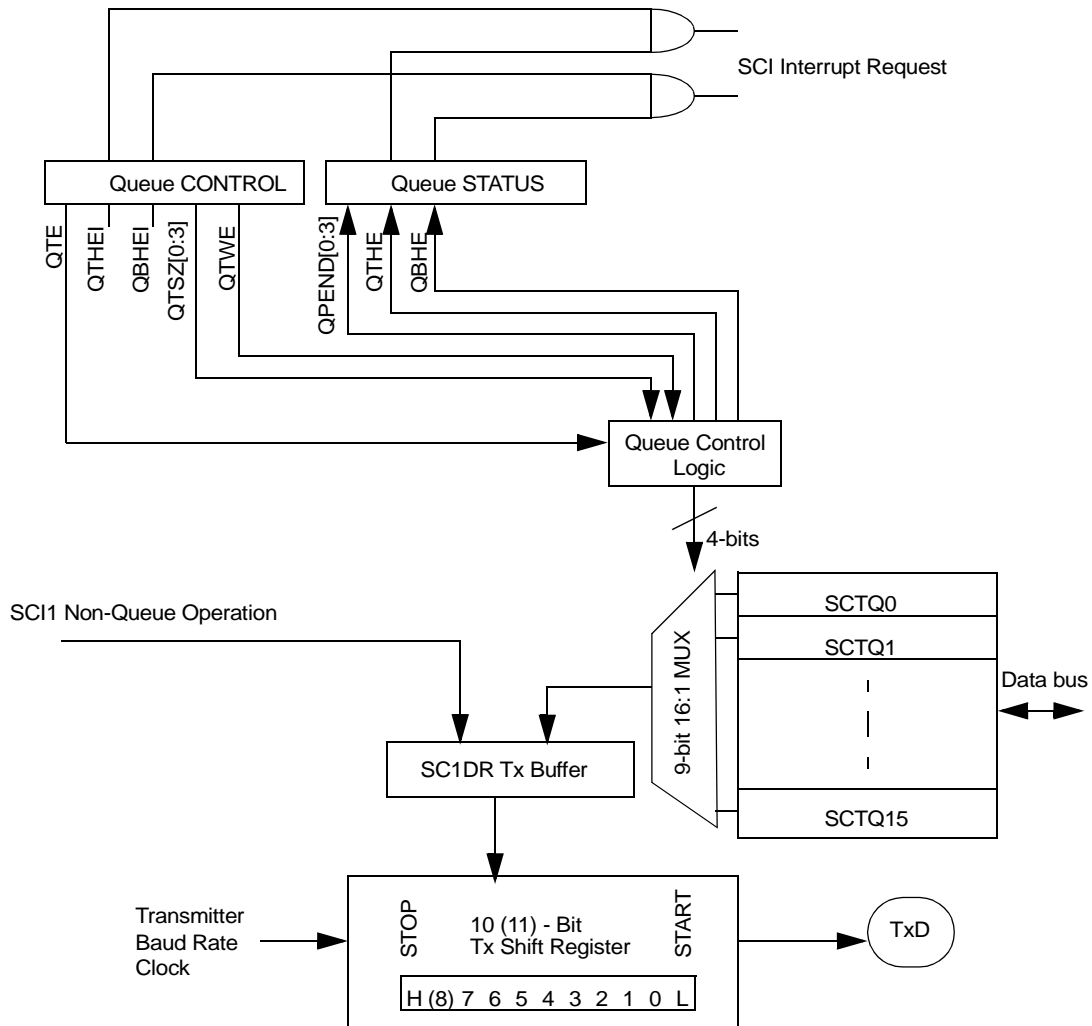 SCI Interrupt Request
Queue CONTROL
Queue STATUS
QTE
QTHEI
QBHEI
QTSZ[0:3]
QTWE
QPEND[0:3]
QTHE
QBHE
Queue Control
Logic
4-bits
SCI1 Non-Queue Operation
9-bit 16:1 MUX
SCTQ0
SCTQ1
SCTQ15
Data bus
SC1DR Tx Buffer
Transmitter
Baud Rate
Clock
STOP
10 (11) - Bit
Tx Shift Register
START
H (8) 7 6 5 4 3 2 1 0 L
TxD